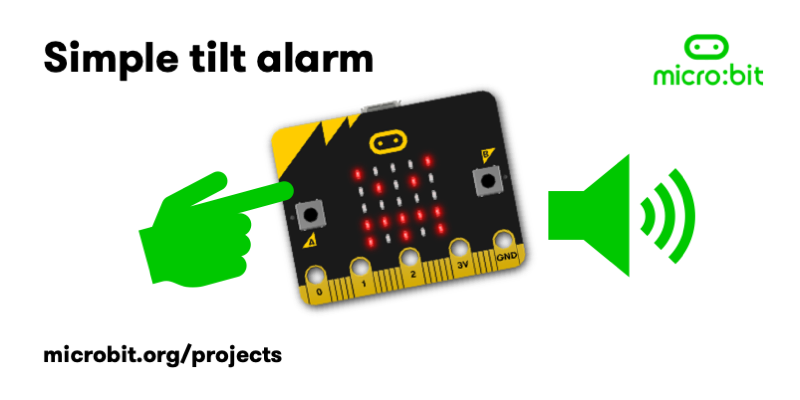 Simple tilt alarm
micro:bit
B
A
0 1 2 3V GND
microbit.org/projects